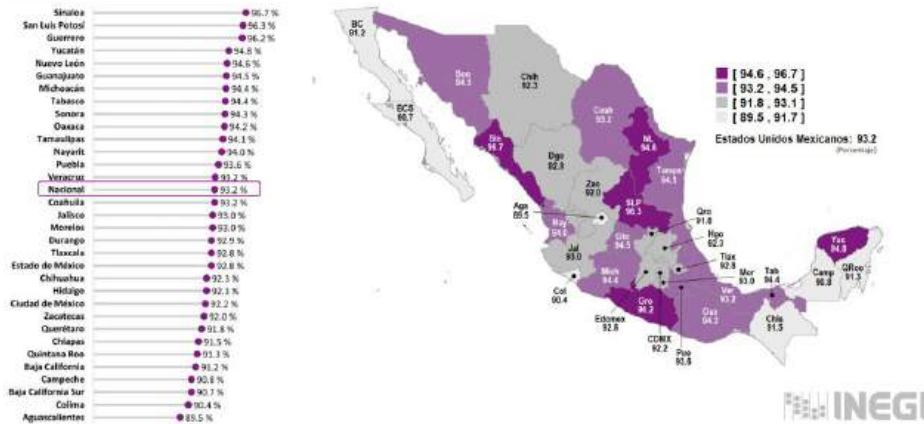 Sinaloa 96.7 %
San Luis Potosí 96.3 %
Guerrero 96.2 %
Yucatán 94.8 %
Nuevo León 94.6 %
Guanajuato 94.5 %
Michoacán 94.4 %
Tabasco 94.4 %
Sonora 94.3 %
Oaxaca 94.2 %
Tamaulipas 94.1 %
Nayarit 94.0 %
Puebla 93.6 %
Veracruz 93.2 %
Nacional 93.2 %
Coahuila 93.2 %
Jalisco 93.0 %
Morelos 93.0 %
Durango 92.9 %
Tlaxcala 92.8 %
Estado de México 92.8 %
Chihuahua 92.3 %
Hidalgo 92.3 %
Ciudad de México 92.2 %
Zacatecas 92.0 %
Querétaro 91.8 %
Chiapas 91.5 %
Quintana Roo 91.3 %
Baja California 91.2 %
Campeche 90.8 %
Baja California Sur 90.7 %
Colima 90.4 %
Aguascalientes 89.5 %
BC
91.2
Son
94.3
Chih
92.3
BCS
90.7
Coah
93.2
Sin
96.7
NL
94.6
Dgo
92.9
Tamps
94.1
Zac
92.0
SLP
96.3
Ags
89.5
Nay
94.0
Qro
91.8
Gto
94.5
Hgo
92.3
Jal
93.0
Tlax
92.8
Mich
94.4
Mor
93.0
Tab
94.4
Col
90.4
Ver
93.2
Gro
96.2
Oax
94.2
Edomex
92.8
CDMX
92.2
Pue
93.6
Chis
91.5
Camp
90.8
QRoo
91.3
Yuc
94.8
[ 94.6 , 96.7 ]
[ 93.2 , 94.5 ]
[ 91.8 , 93.1 ]
[ 89.5 , 91.7 ]
Estados Unidos Mexicanos: 93.2
(Porcentaje)
INEGI